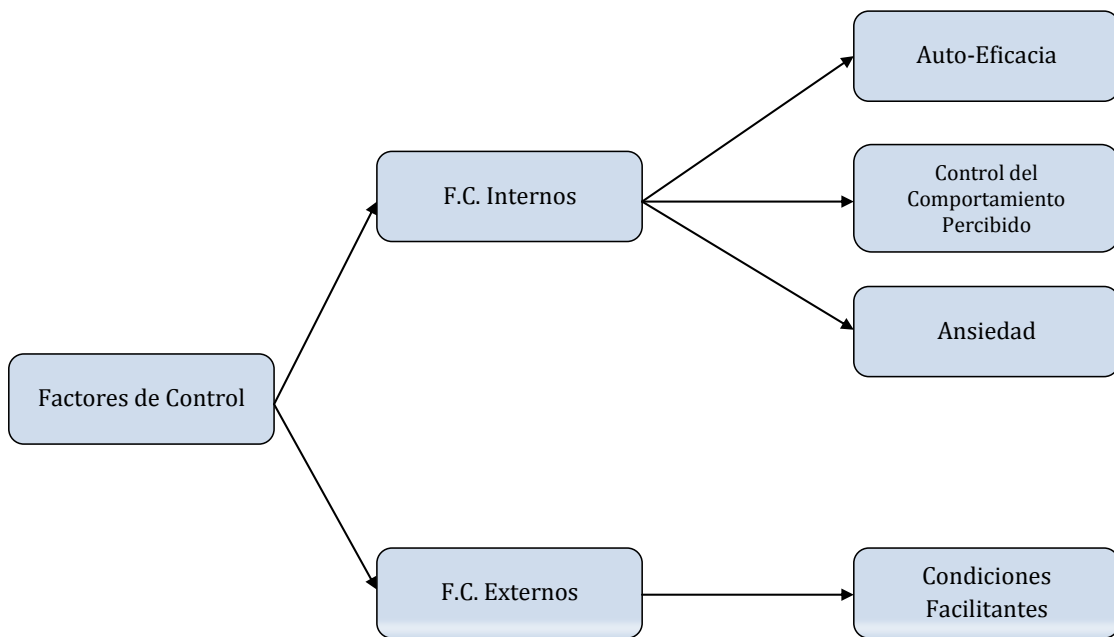 Auto-Eficacia
F.C. Internos
Control del
Comportamiento
Percibido
Ansiedad
Factores de Control
F.C. Externos
Condiciones
Facilitantes